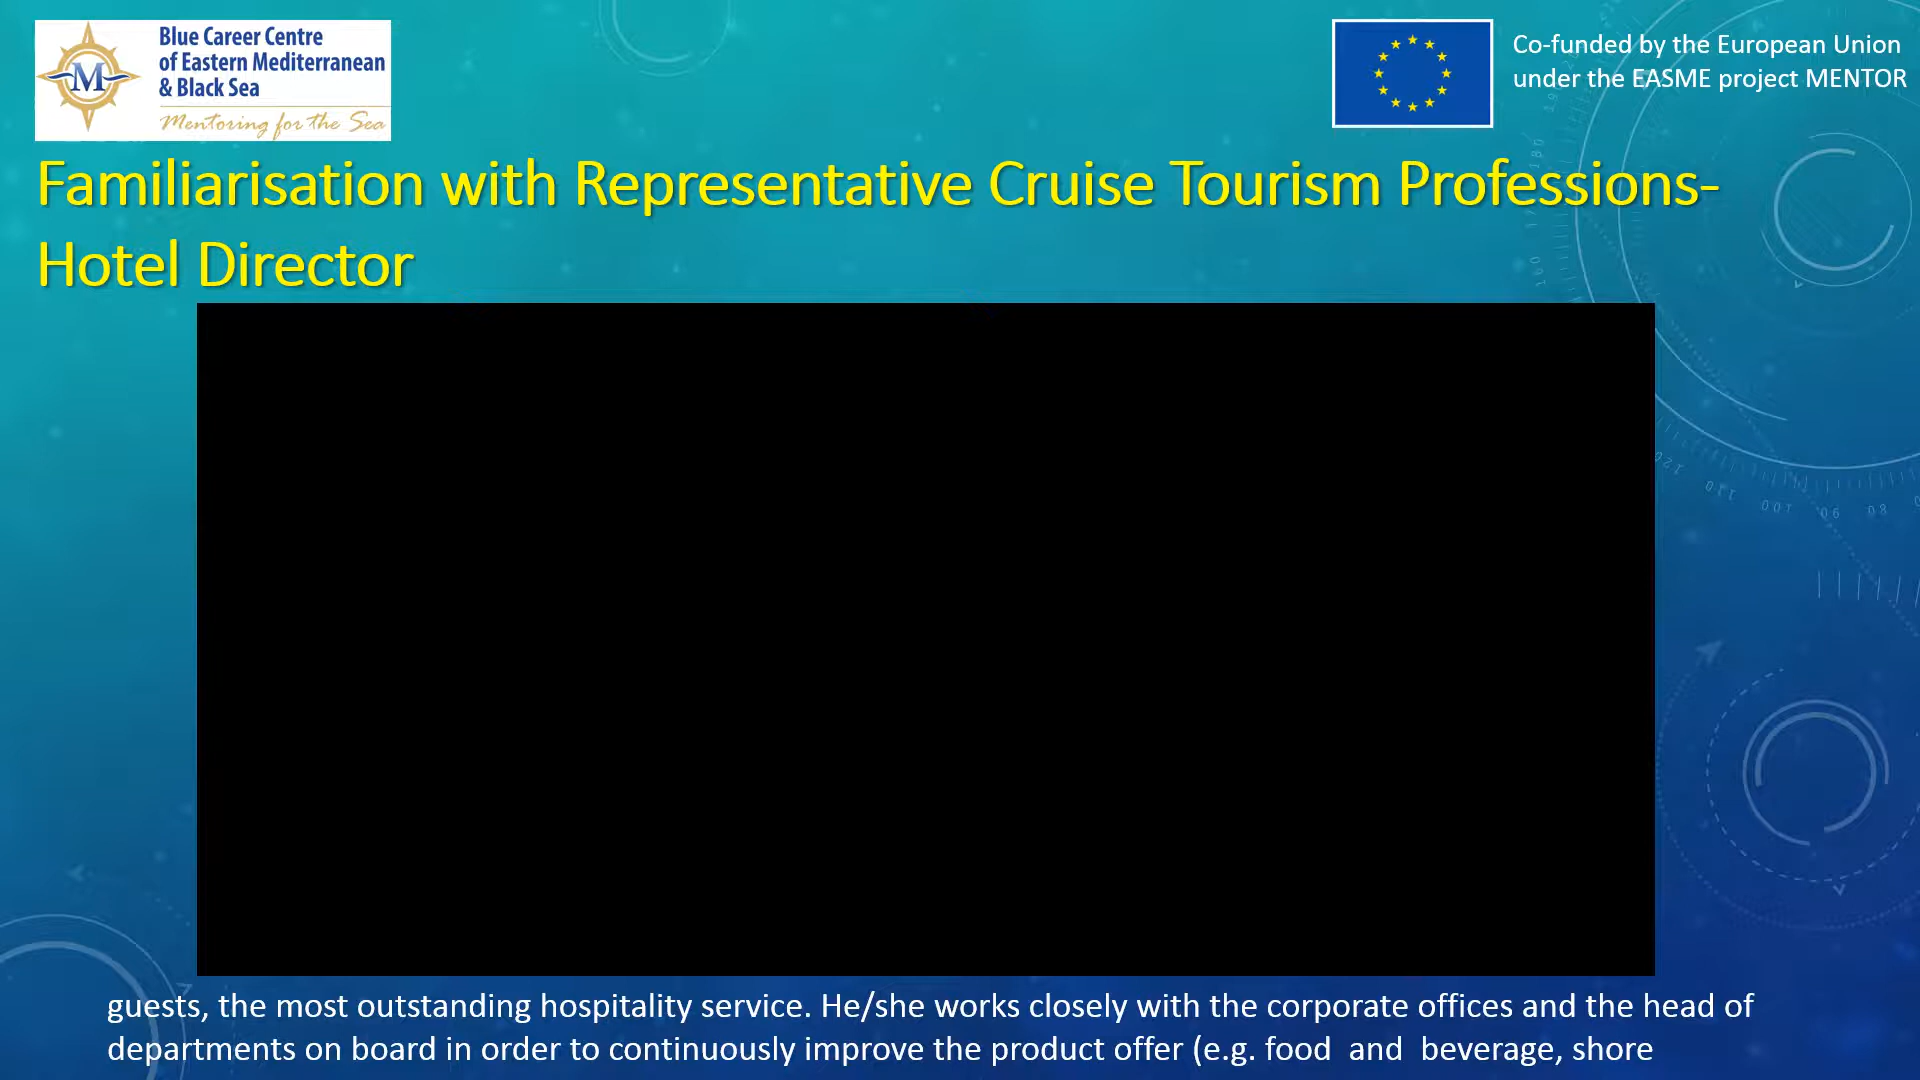 Blue Career Centre
of Eastern Mediterranean
& Black Sea
Mentoring for the Sea
M
Co-funded by the European Union
under the EASME project MENTOR
Familiarisation with Representative Cruise Tourism Professions-
Hotel Director
guests, the most outstanding hospitality service. He/she works closely with the corporate offices and the head of
departments on board in order to continuously improve the product offer (e.g. food and beverage, shore